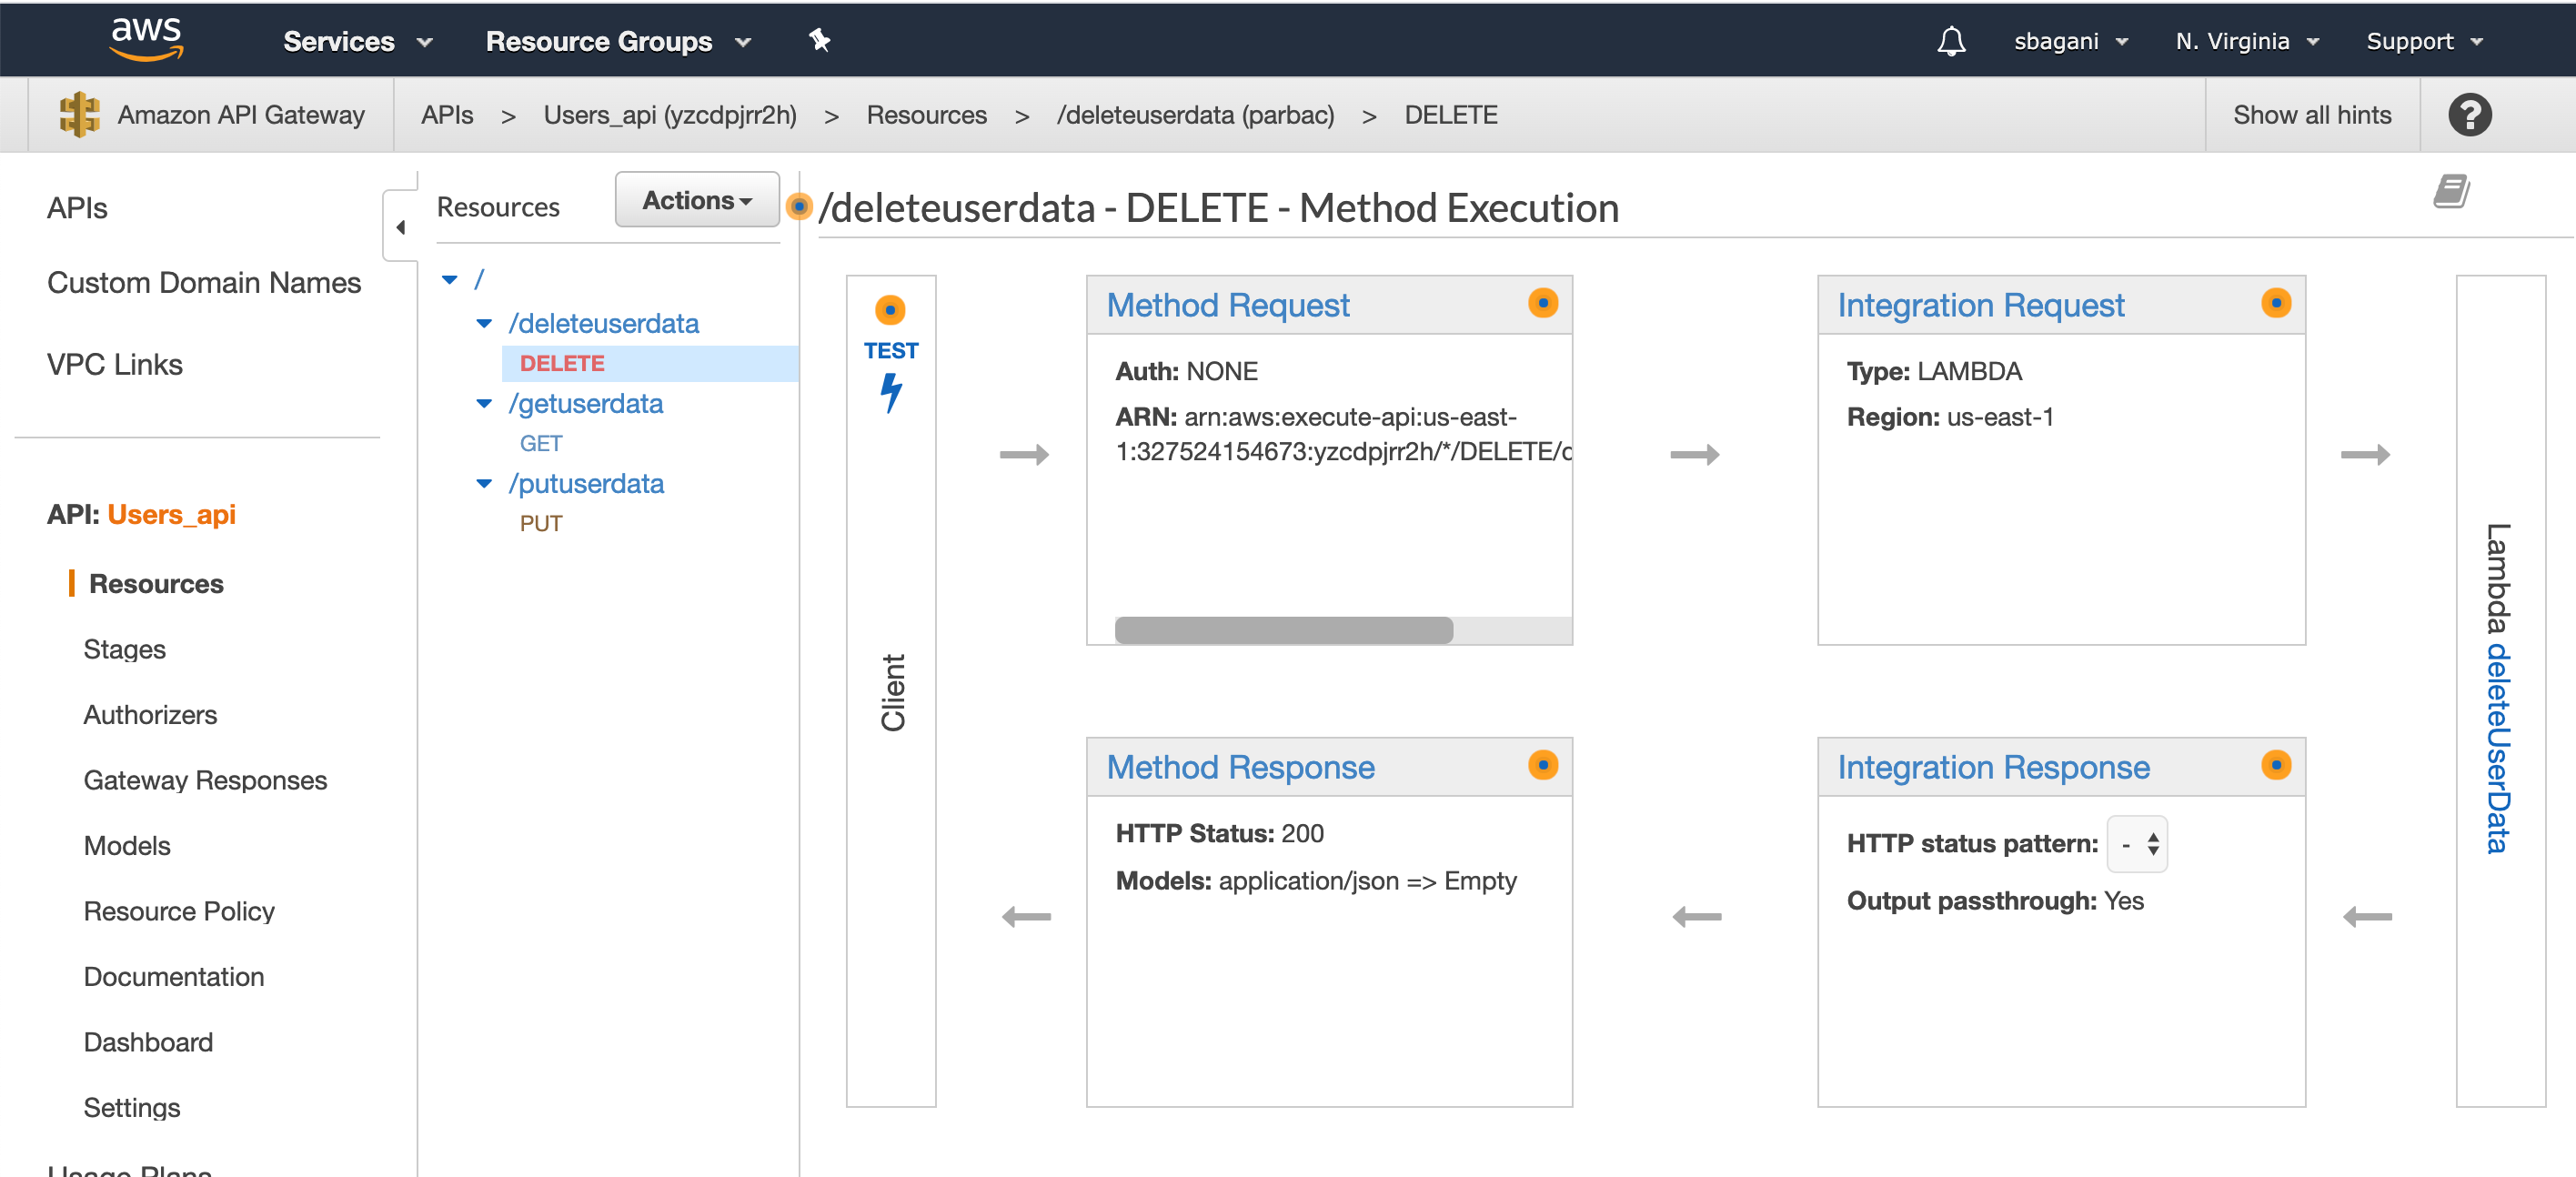 aws
Services
Resource Groups
sbagani
N. Virginia
Support
Amazon API Gateway
APIs > Users_api (yzcdpjrr2h) > Resources > /deleteuserdata (parbac) > DELETE
Show all hints
?
APIs
Custom Domain Names
VPC Links
API: Users_api
Resources
Stages
Authorizers
Gateway Responses
Models
Resource Policy
Documentation
Dashboard
Settings
Usage Plans
Resources
Actions
/
/deleteuserdata
DELETE
/getuserdata
GET
/putuserdata
PUT
/deleteuserdata - DELETE - Method Execution
TEST
Client
Method Request
Auth: NONE
ARN: arn:aws:execute-api:us-east-
1:327524154673:yzcdpjrr2h/*/DELETE/
Integration Request
Type: LAMBDA
Region: us-east-1
Lambda deleteUserData
Method Response
HTTP Status: 200
Models: application/json => Empty
Integration Response
HTTP status pattern: -
Output passthrough: Yes